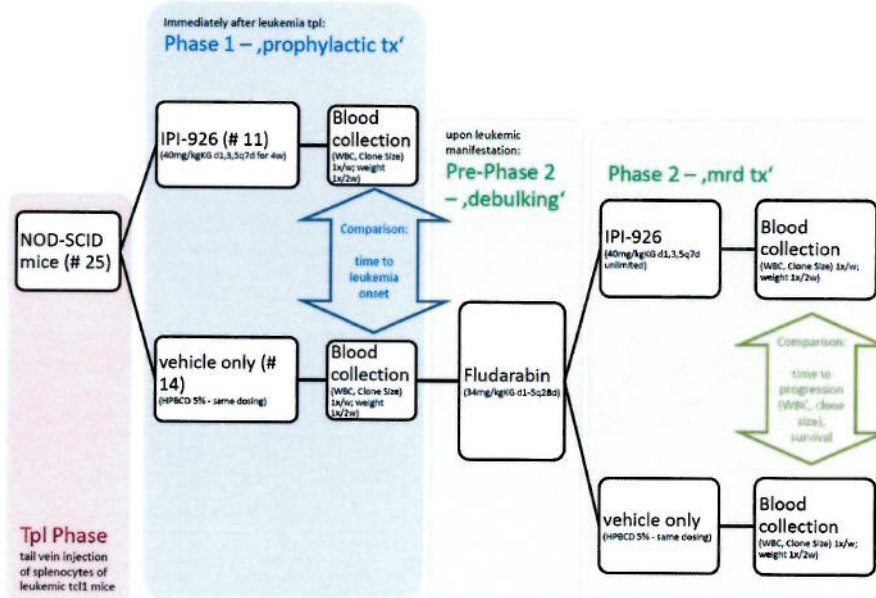 Immediately after leukemia tpl:
Phase 1 – ‚prophylactic tx‘
IPI-926 (# 11)
(40mg/kgKG d1,3,5q7d for 4w)
Blood
collection
(WBC, Clone Size)
1x/w; weight
1x/2w)
upon leukemic
manifestation:
Pre-Phase 2
– ‚debulking‘
Phase 2 – ‚mrd tx‘
NOD-SCID
mice (# 25)
Comparison:
time to
leukemia
onset
IPI-926
(40mg/kgKG d1,3,5q7d
unlimited)
Blood
collection
(WBC, Clone Size) 1x/w;
weight 1x/2w)
vehicle only (#
14)
(HPBCD 5% - same dosing)
Blood
collection
(WBC, Clone Size)
1x/w; weight
1x/2w)
Fludarabin
(34mg/kgKG d1-5q28d)
Comparison:
time to
progression
(WBC, clone
size),
survival
vehicle only
(HPBCD 5% - same dosing)
Blood
collection
(WBC, Clone Size) 1x/w;
weight 1x/2w)
Tpl Phase
tail vein injection
of splenocytes of
leukemic tcl1 mice